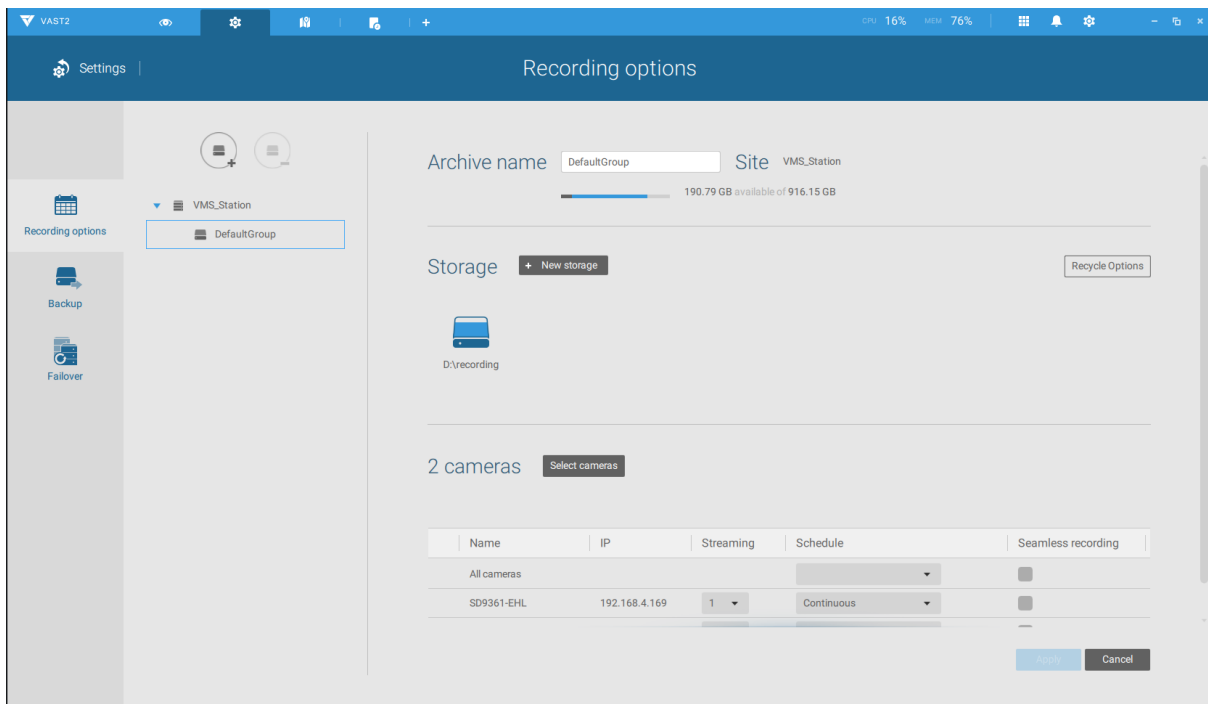 VAST2
+
CPU 16% MEM 76%
Settings
Recording options
Archive name DefaultGroup Site VMS_Station
190.79 GB available of 916.15 GB
VMS_Station
Recording options
DefaultGroup
Storage + New storage Recycle Options
Backup
D:\recording
Failover
2 cameras Select cameras
Name IP Streaming Schedule Seamless recording
All cameras
SD9361-EHL 192.168.4.169 1 Continuous
Apply Cancel